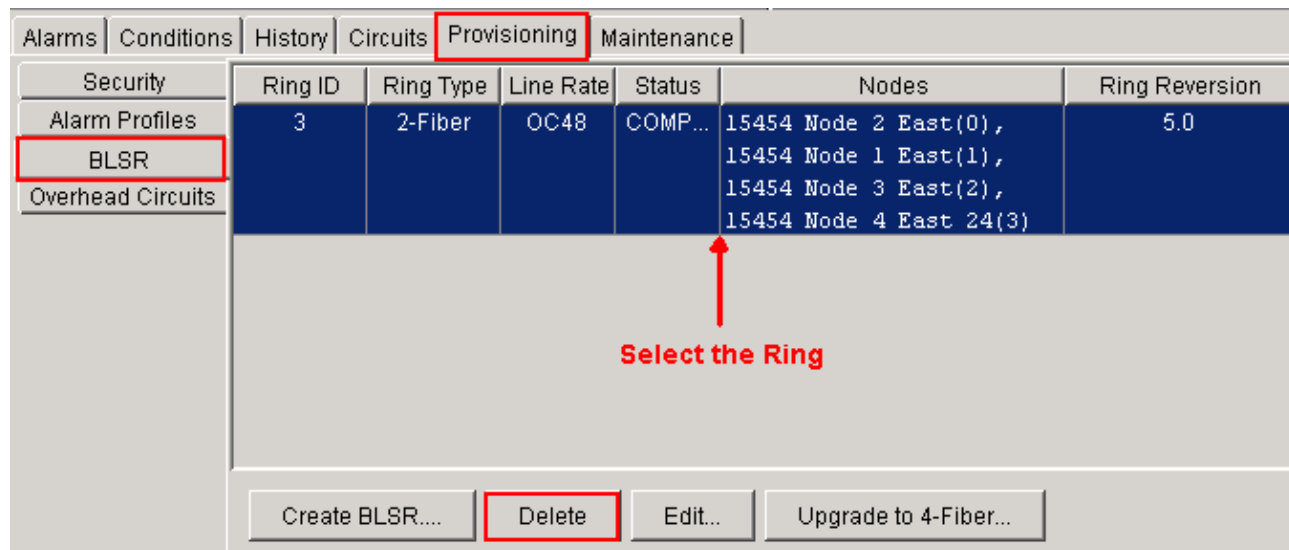 Alarms Conditions History Circuits Provisioning Maintenance
Security
Alarm Profiles
BLSR
Overhead Circuits
Ring ID Ring Type Line Rate Status Nodes Ring Reversion
3 2-Fiber OC48 COMP... 15454 Node 2 East(0), 5.0
15454 Node 1 East(1),
15454 Node 3 East(2),
15454 Node 4 East 24(3)
Select the Ring
Create BLSR.... Delete Edit... Upgrade to 4-Fiber...